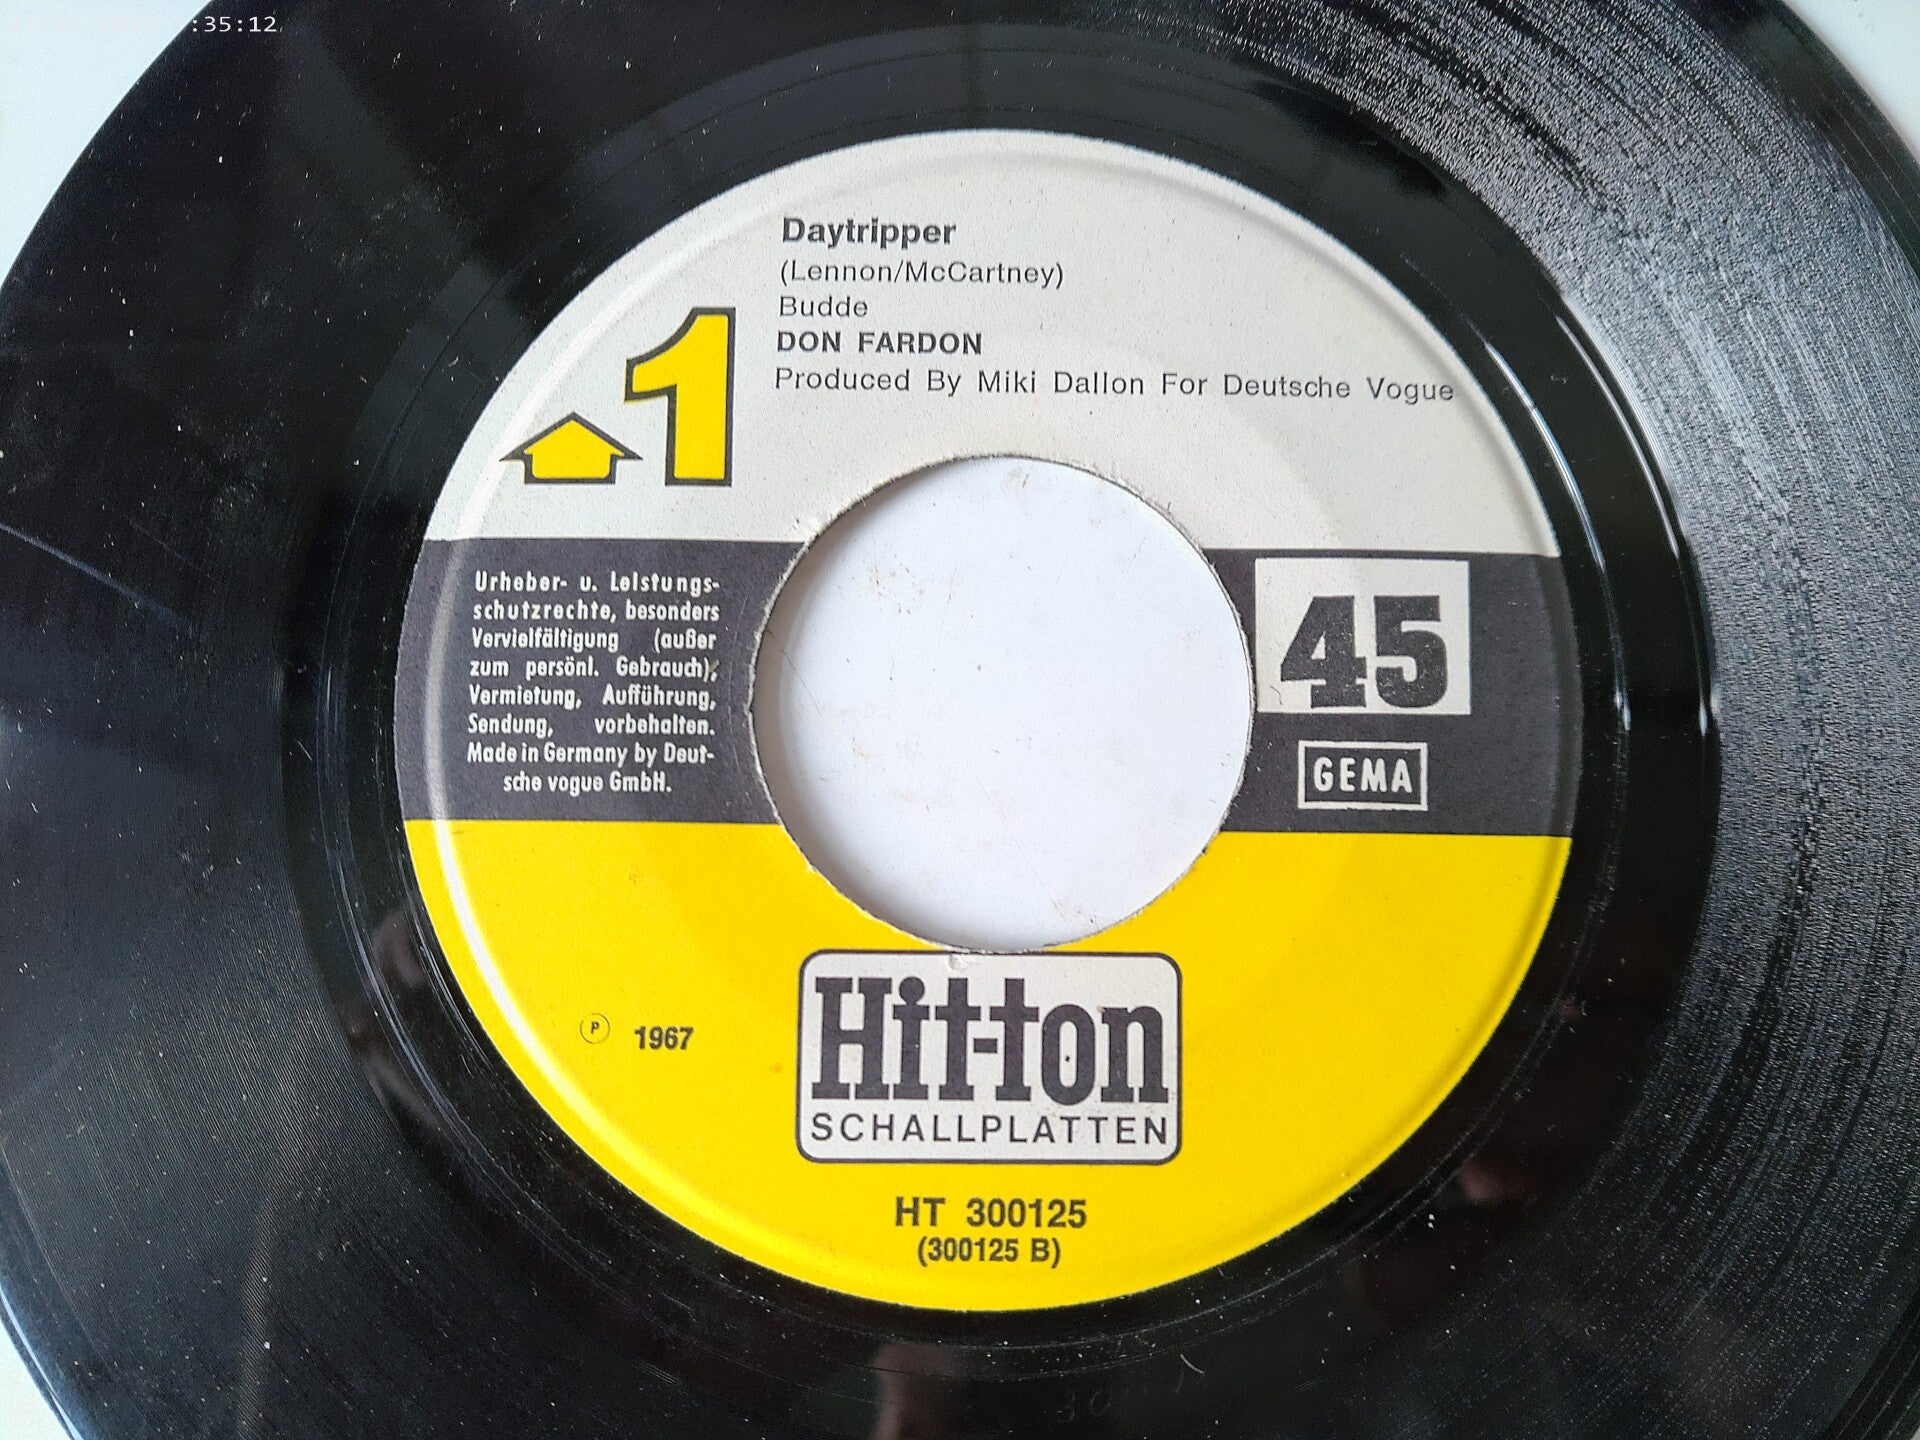 :35:12
Daytripper
(Lennon/McCartney)
Budde
DON FARDON
Produced By Miki Dallon For Deutsche Vogue
1
Urheber- u. Leistungs-
schutzrechte, besonders
Vervielfältigung (außer
zum persönl. Gebrauch),
Vermietung, Aufführung,
Sendung, vorbehalten.
Made in Germany by Deut-
sche vogue GmbH.
45
GEMA
Ⓟ 1967
Hit-ton
SCHALLPLATTEN
HT 300125
(300125 B)